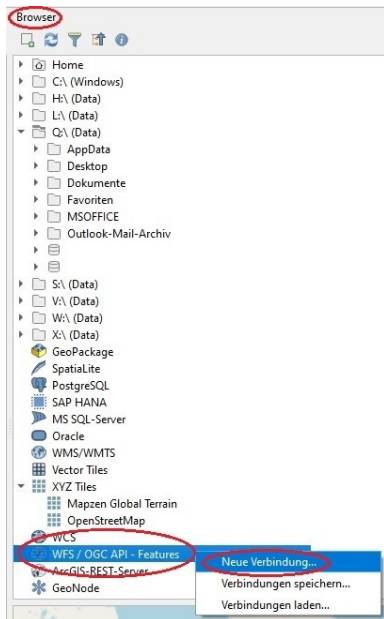 Browser
Home
C:\ (Windows)
H:\ (Data)
L:\ (Data)
Q:\ (Data)
AppData
Desktop
Dokumente
Favoriten
MSOFFICE
Outlook-Mail-Archiv
S:\ (Data)
V:\ (Data)
W:\ (Data)
X:\ (Data)
GeoPackage
SpatiaLite
PostgreSQL
SAP HANA
MS SQL-Server
Oracle
WMS/WMTS
Vector Tiles
XYZ Tiles
Mapzen Global Terrain
OpenStreetMap
WCS
WFS / OGC API - Features
Neue Verbindung...
ArcGIS-REST-Server
Verbindungen speichern...
GeoNode
Verbindungen laden...